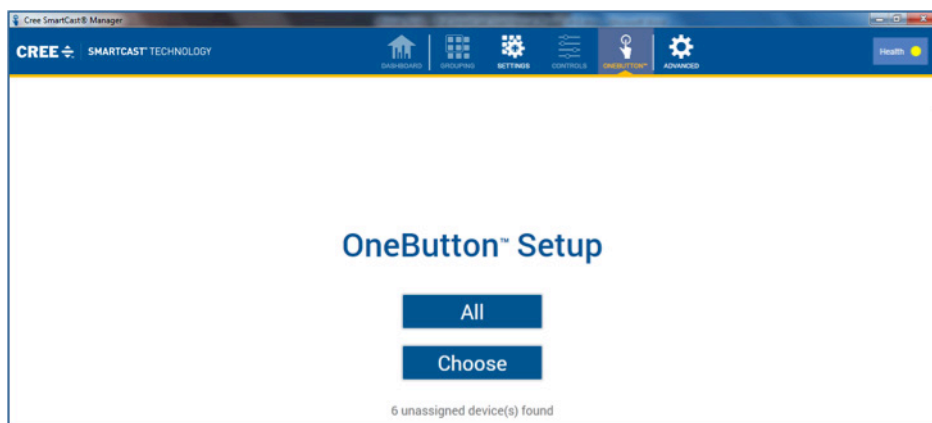 Cree SmartCast® Manager
CREE SMARTCAST™ TECHNOLOGY
DASHBOARD GROUPING SETTINGS CONTROLS ONEBUTTON™ ADVANCED
Health
OneButton™ Setup
All
Choose
6 unassigned device(s) found